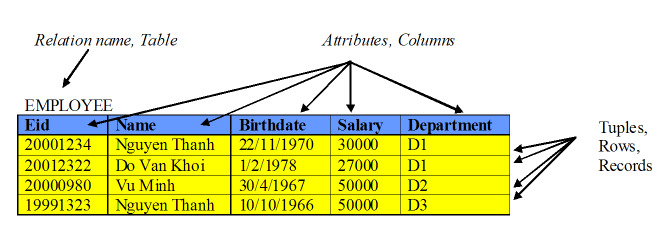 Relation name, Table
Attributes, Columns
EMPLOYEE
Eid Name Birthdate Salary Department
20001234 Nguyen Thanh 22/11/1970 30000 D1
20012322 Do Van Khoi 1/2/1978 27000 D1
20000980 Vu Minh 30/4/1967 50000 D2
19991323 Nguyen Thanh 10/10/1966 50000 D3
Tuples,
Rows,
Records